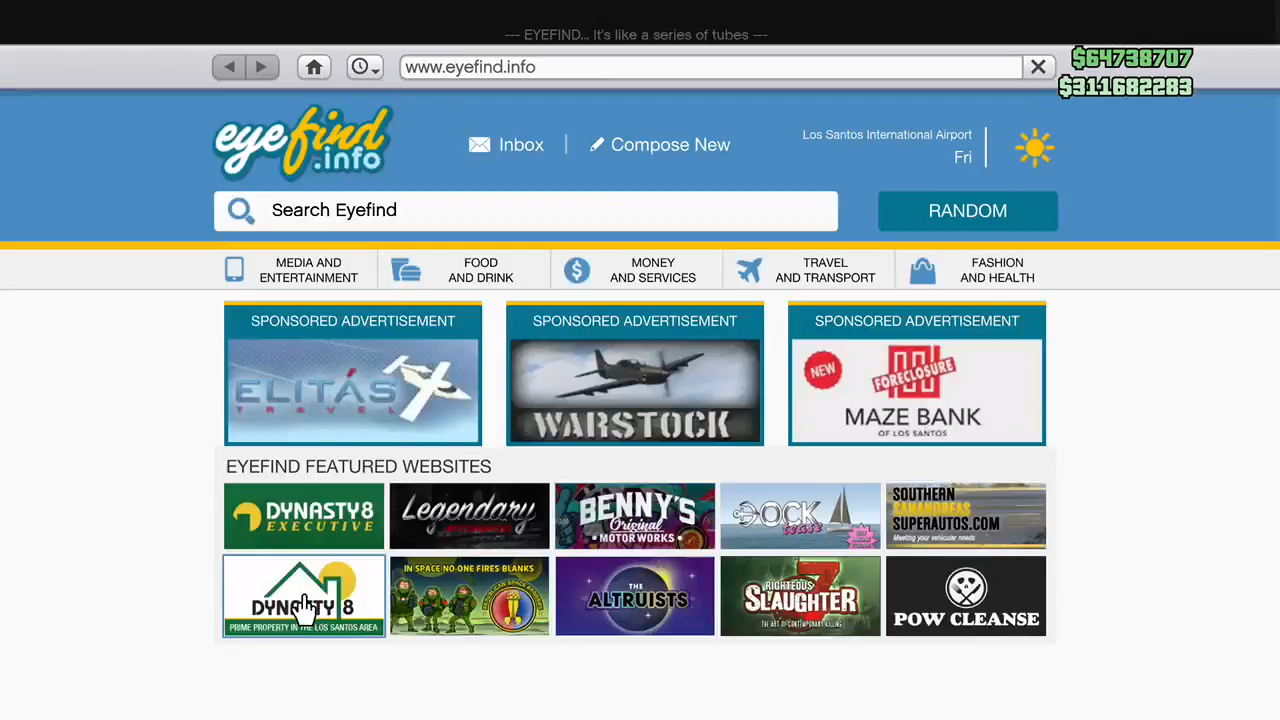 --- EYEFIND... It's like a series of tubes ---
www.eyefind.info
$64738707
$311682283
eyefind.info
Inbox
Compose New
Los Santos International Airport
Fri
Search Eyefind
RANDOM
MEDIA AND
ENTERTAINMENT
FOOD
AND DRINK
MONEY
AND SERVICES
TRAVEL
AND TRANSPORT
FASHION
AND HEALTH
SPONSORED ADVERTISEMENT
ELITÁS
TRAVEL
SPONSORED ADVERTISEMENT
WARSTOCK
SPONSORED ADVERTISEMENT
NEW
FORECLOSURE
MAZE BANK
OF LOS SANTOS
EYEFIND FEATURED WEBSITES
DYNASTY8
EXECUTIVE
Legendary
BENNY'S
Original
MOTOR WORKS
DOCK
tease
SOUTHERN
SANANDREAS
SUPERAUTOS.COM
Meeting your vehicular needs
DYNASTY 8
PRIME PROPERTY IN THE LOS SANTOS AREA
IN SPACE NO-ONE FIRES BLANKS
THE
ALTRUISTS
RIGHTEOUS
SLAUGHTER
7
THE ART OF CONTEMPORARY KILLING
POW CLEANSE